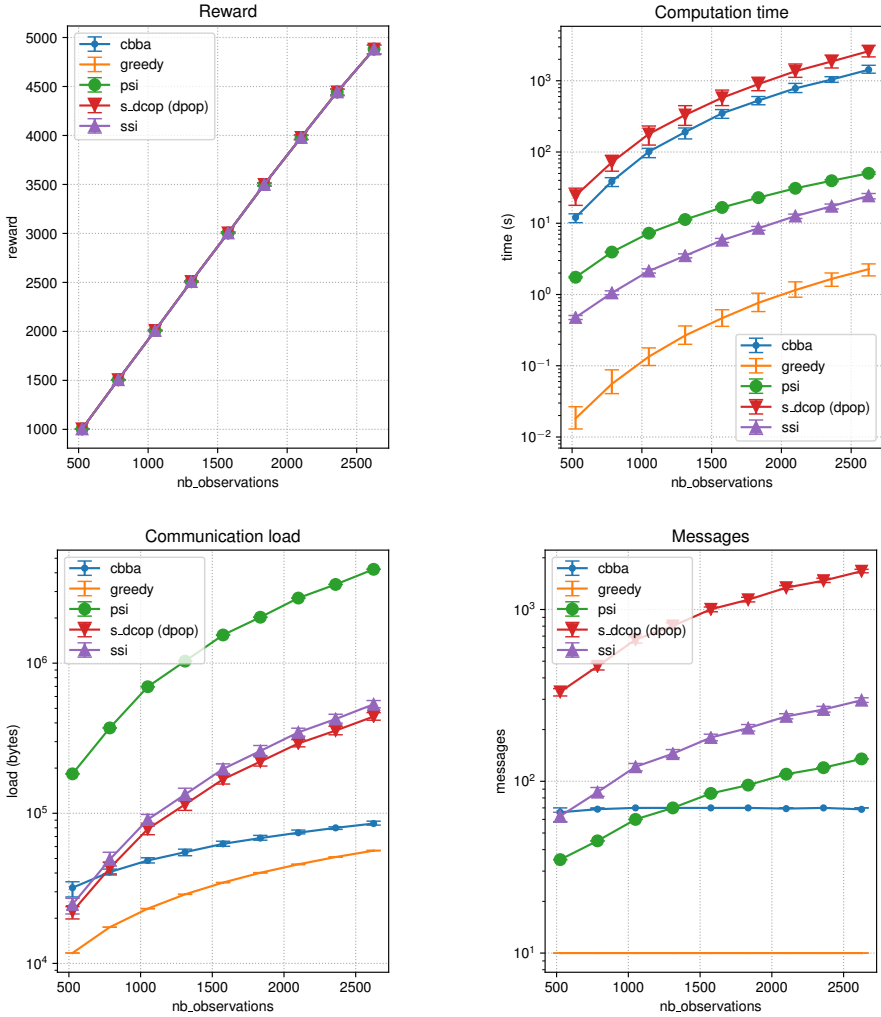 Reward
cbba
greedy
psi
s_dcop (dpop)
ssi
5000
4500
4000
3500
3000
2500
2000
1500
1000
reward
500 1000 1500 2000 2500
nb_observations
Computation time
10^3
10^2
10^1
10^0
10^−1
10^−2
time (s)
cbba
greedy
psi
s_dcop (dpop)
ssi
500 1000 1500 2000 2500
nb_observations
Communication load
cbba
greedy
psi
s_dcop (dpop)
ssi
10^6
10^5
10^4
load (bytes)
500 1000 1500 2000 2500
nb_observations
Messages
cbba
greedy
psi
s_dcop (dpop)
ssi
10^3
10^2
10^1
messages
500 1000 1500 2000 2500
nb_observations